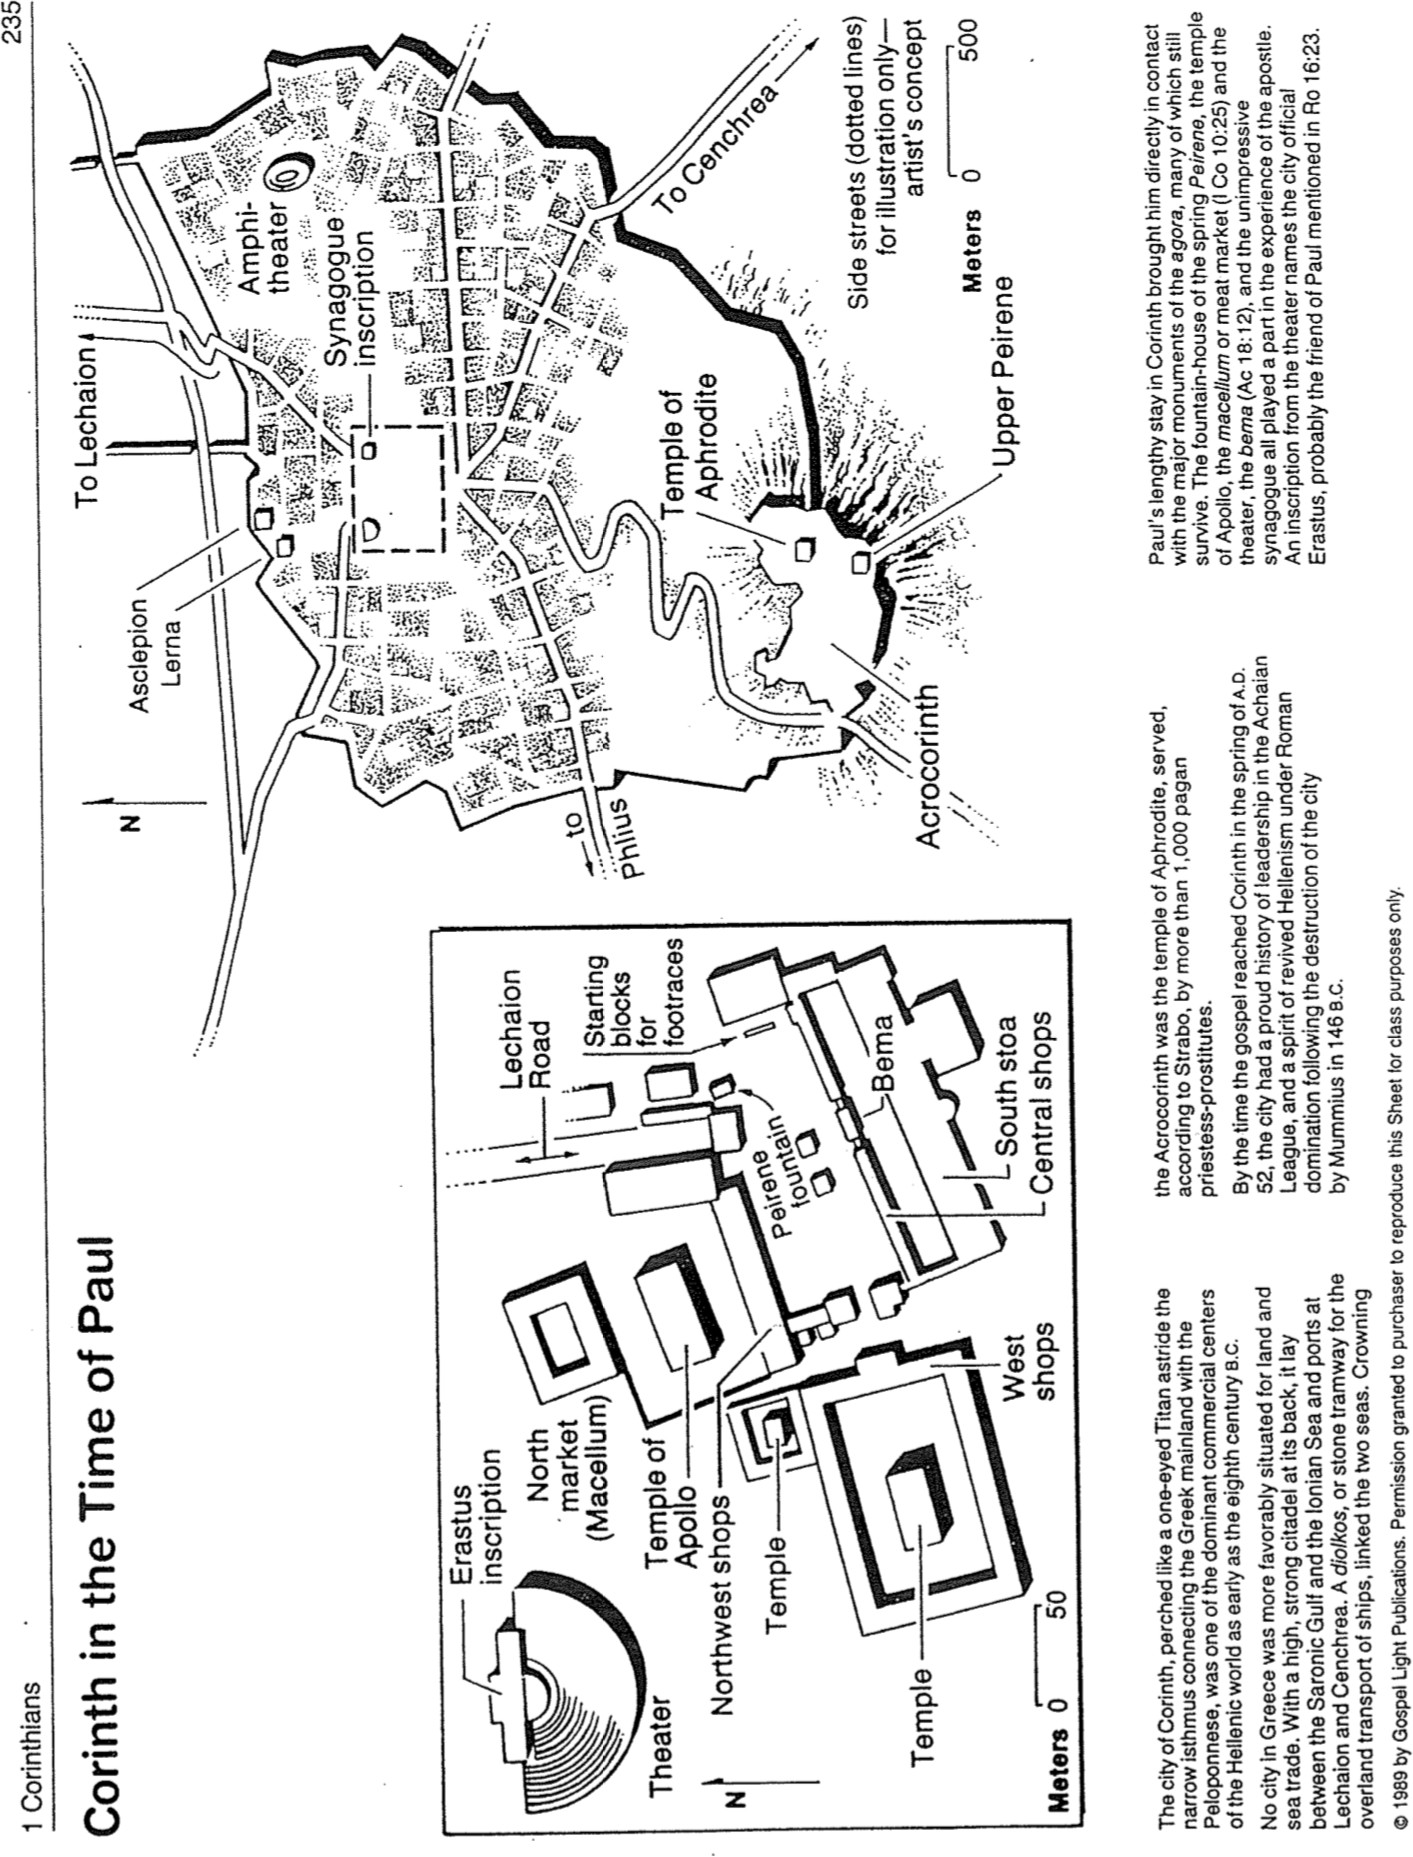 1 Corinthians
235
Corinth in the Time of Paul
Erastus
inscription
North
market
(Macellum)
Temple of
Apollo
Northwest shops
Temple
Temple
Theater
N
Meters 0 50
Lechaion
Road
Starting
blocks
for
footraces
Peirene
fountain
Bema
South stoa
Central shops
West
shops
N
To Lechaion
Asclepion
Lerna
Amphi-
theater
Synagogue
inscription
to
Phlius
Temple of
Aphrodite
Acrocorinth
Upper Peirene
To Cenchrea
Side streets (dotted lines)
for illustration only—
artist's concept
Meters 0 500
The city of Corinth, perched like a one-eyed Titan astride the
narrow isthmus connecting the Greek mainland with the
Peloponnese, was one of the dominant commercial centers
of the Hellenic world as early as the eighth century B.C.
No city in Greece was more favorably situated for land and
sea trade. With a high, strong citadel at its back, it lay
between the Saronic Gulf and the Ionian Sea and ports at
Lechaion and Cenchrea. A diolkos, or stone tramway for the
overland transport of ships, linked the two seas. Crowning
the Acrocorinth was the temple of Aphrodite, served,
according to Strabo, by more than 1,000 pagan
priestess-prostitutes.
By the time the gospel reached Corinth in the spring of A.D.
52, the city had a proud history of leadership in the Achaian
League, and a spirit of revived Hellenism under Roman
domination following the destruction of the city
by Mummius in 146 B.C.
Paul's lengthy stay in Corinth brought him directly in contact
with the major monuments of the agora, many of which still
survive. The fountain-house of the spring Peirene, the temple
of Apollo, the macellum or meat market (I Co 10:25) and the
theater, the bema (Ac 18:12), and the unimpressive
synagogue all played a part in the experience of the apostle.
An inscription from the theater names the city official
Erastus, probably the friend of Paul mentioned in Ro 16:23.
© 1989 by Gospel Light Publications. Permission granted to purchaser to reproduce this Sheet for class purposes only.